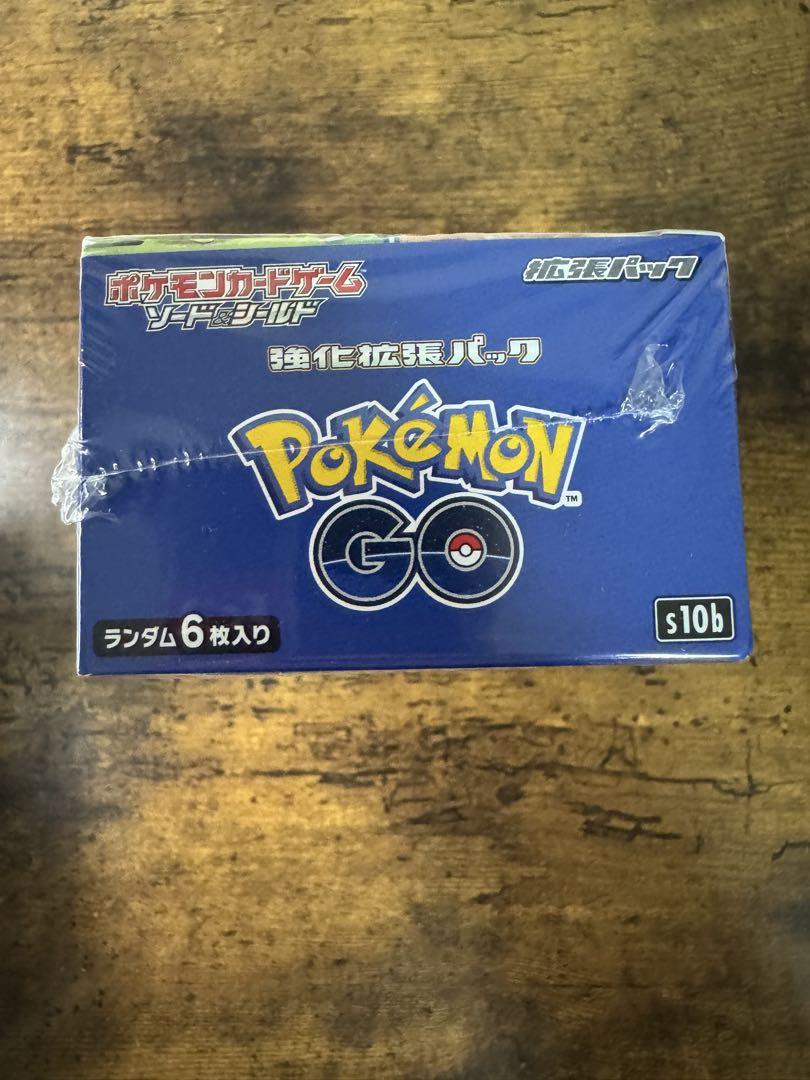 ポケモンカードゲーム
ソード&シールド
拡張パック
強化拡張パック
POKéMON
GO
TM
ランダム6枚入り
s10b